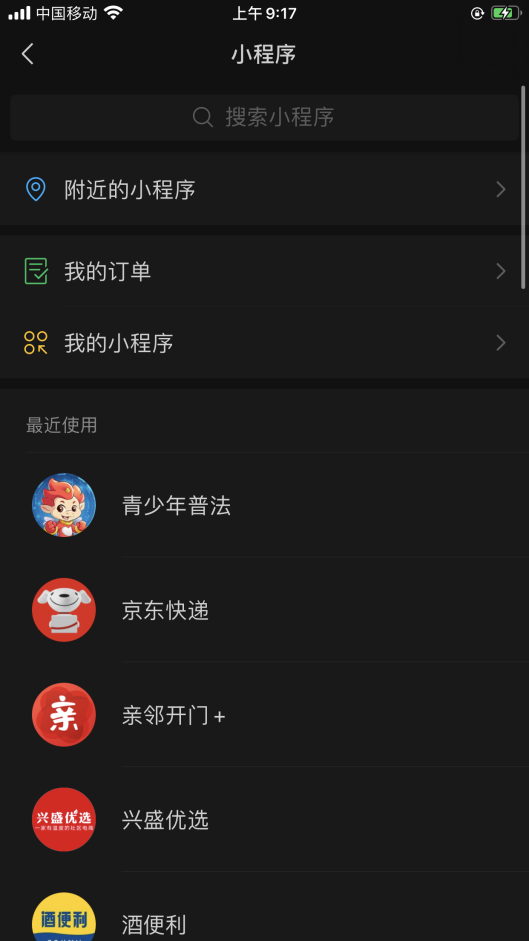 中国移动
上午9:17
小程序
搜索小程序
附近的小程序
我的订单
我的小程序
最近使用
青少年普法
京东快递
亲
亲邻开门+
兴盛优选
兴盛优选
酒便利
酒便利